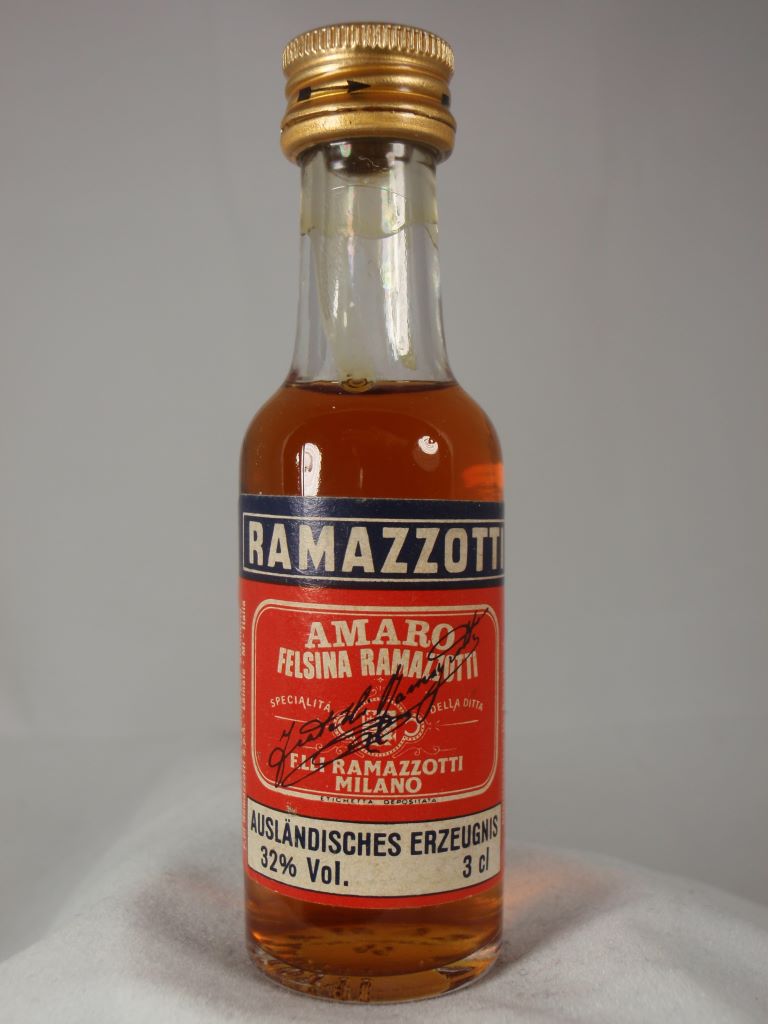 RAMAZZOTTI
AMARO
FELSINA RAMAZZOTTI
SPECIALITÀ DELLA DITTA
F.LLI RAMAZZOTTI
MILANO
ETICHETTA DEPOSITATA
AUSLÄNDISCHES ERZEUGNIS
32% Vol. 3 cl